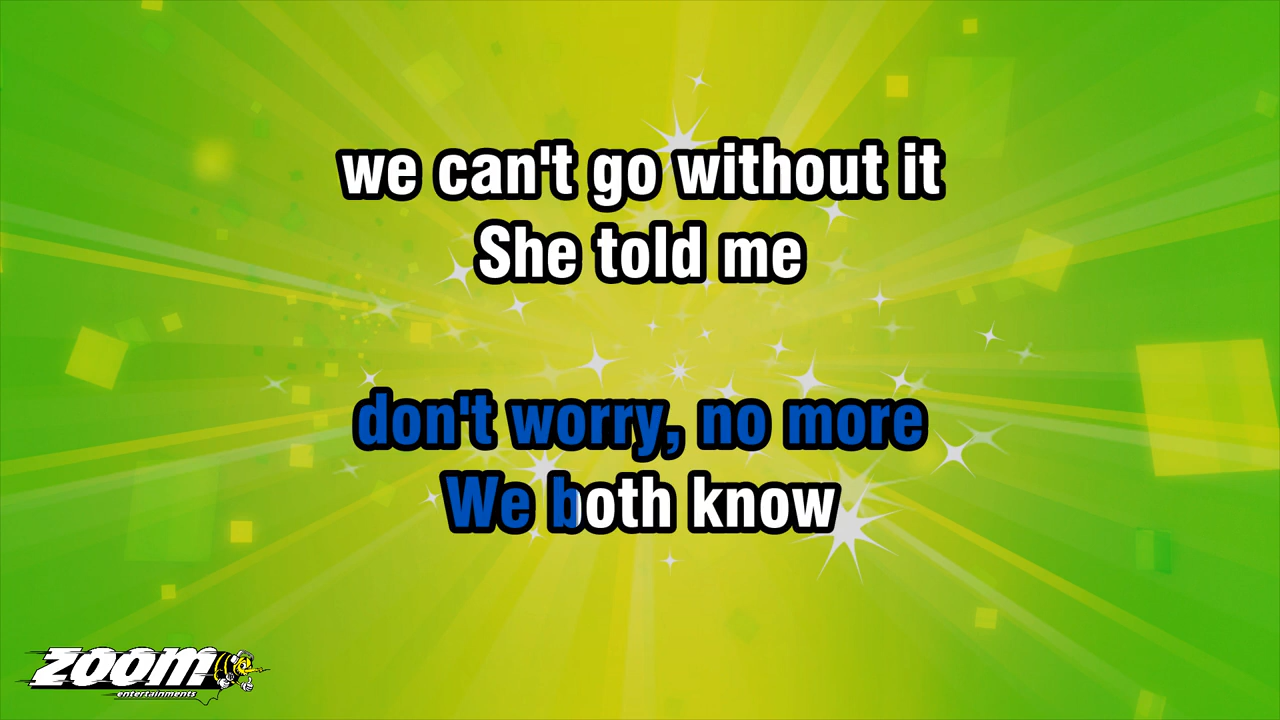 we can't go without it
She told me
don't worry, no more
We both know
zoom
entertainments